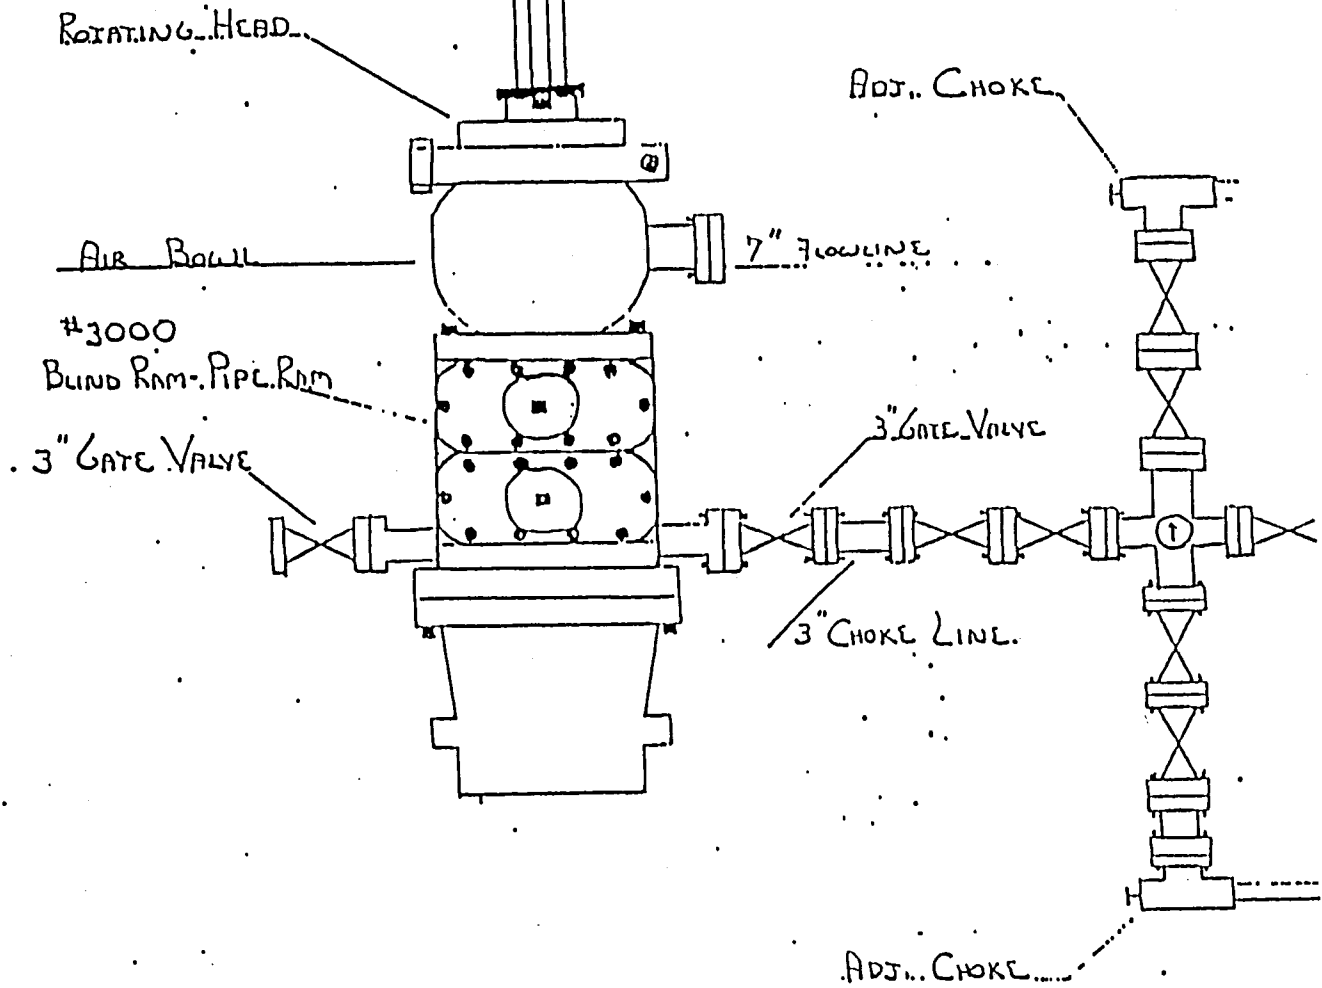 ROTATING HEAD
ADJ. CHOKE
AIR BOWL
7" FLOWLINE
#3000
BLIND RAM-PIPE RAM
3" GATE VALVE
3" GATE VALVE
3" CHOKE LINE.
ADJ. CHOKE